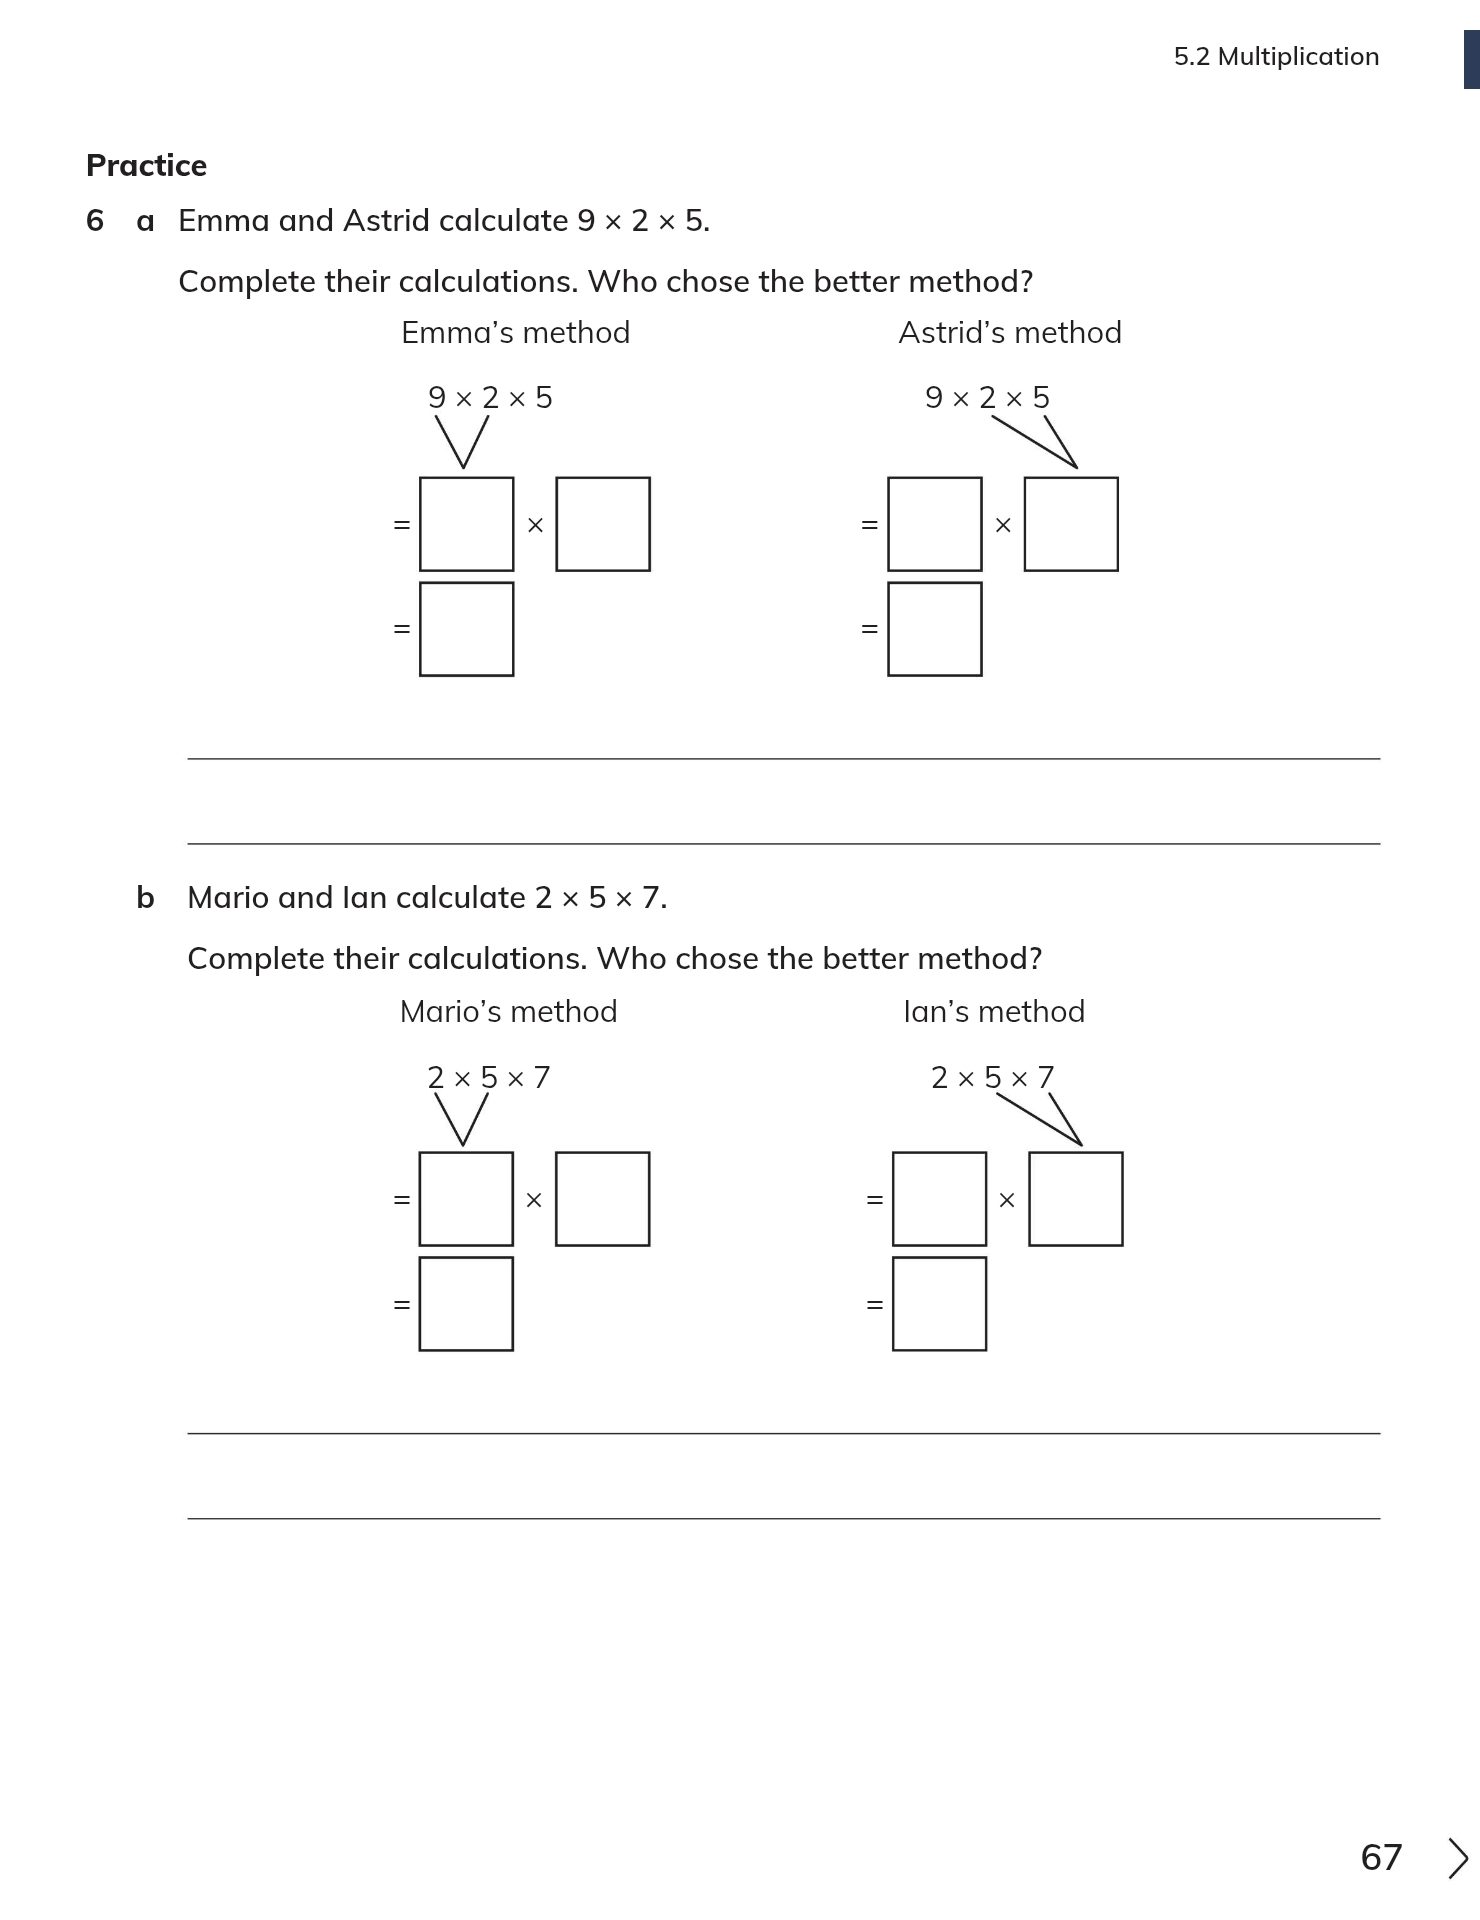 5.2 Multiplication
Practice
6 a Emma and Astrid calculate 9 × 2 × 5.
Complete their calculations. Who chose the better method?
Emma’s method
Astrid’s method
9 × 2 × 5
9 × 2 × 5
= ×
= ×
=
=
b Mario and Ian calculate 2 × 5 × 7.
Complete their calculations. Who chose the better method?
Mario’s method
Ian’s method
2 × 5 × 7
2 × 5 × 7
= ×
= ×
=
=
67